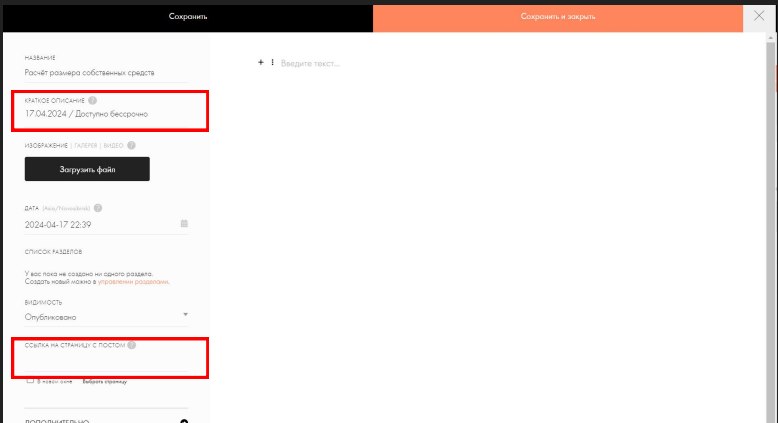 Сохранить
Сохранить и закрыть
НАЗВАНИЕ
Расчёт размера собственных средств
КРАТКОЕ ОПИСАНИЕ ?
17.04.2024 / Доступно бессрочно
ИЗОБРАЖЕНИЕ | ГАЛЕРЕЯ | ВИДЕО ?
Загрузить файл
ДАТА (Asia/Novosibirsk) ?
2024-04-17 22:39
СПИСОК РАЗДЕЛОВ
У вас пока не создано ни одного раздела.
Создать новый можно в управлении разделами.
ВИДИМОСТЬ
Опубликовано
ССЫЛКА НА СТРАНИЦУ С ПОСТОМ ?
В новом окне Выбрать страницу
ДОПОЛНИТЕЛЬНО
+ Введите текст...